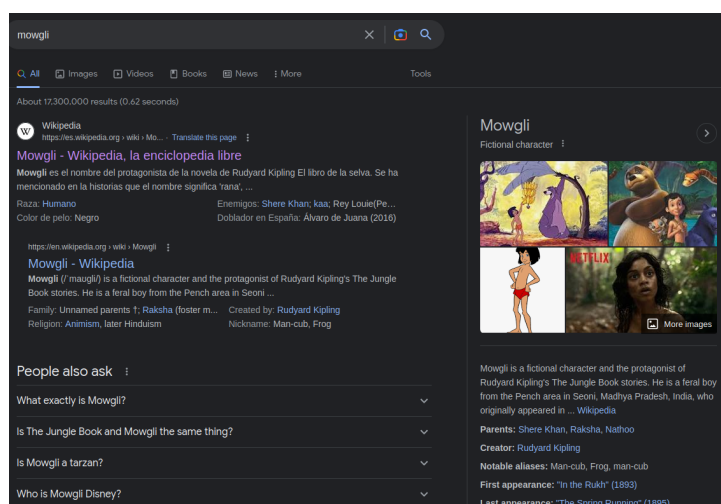 mowgli
All
Images
Videos
Books
News
More
Tools
About 17,300,000 results (0.62 seconds)
W
Wikipedia
https://es.wikipedia.org › wiki › Mo... · Translate this page
Mowgli - Wikipedia, la enciclopedia libre
Mowgli es el nombre del protagonista de la novela de Rudyard Kipling El libro de la selva. Se ha
mencionado en la historias que el nombre significa 'rana', ...
Raza: Humano
Enemigos: Shere Khan; kaa; Rey Louie(Pe...
Color de pelo: Negro
Doblador en España: Álvaro de Juana (2016)
https://en.wikipedia.org › wiki › Mowgli
Mowgli - Wikipedia
Mowgli (/ˈmaʊɡli/) is a fictional character and the protagonist of Rudyard Kipling's The Jungle
Book stories. He is a feral boy from the Pench area in Seoni ...
Family: Unnamed parents †; Raksha (foster m...
Created by: Rudyard Kipling
Religion: Animism, later Hinduism
Nickname: Man-cub, Frog
People also ask
What exactly is Mowgli?
Is The Jungle Book and Mowgli the same thing?
Is Mowgli a tarzan?
Who is Mowgli Disney?
Mowgli
Fictional character
NETFLIX
More images
Mowgli is a fictional character and the protagonist of
Rudyard Kipling's The Jungle Book stories. He is a feral boy
from the Pench area in Seoni, Madhya Pradesh, India, who
originally appeared in ... Wikipedia
Parents: Shere Khan, Raksha, Nathoo
Creator: Rudyard Kipling
Notable aliases: Man-cub, Frog, man-cub
First appearance: "In the Rukh" (1893)
Last appearance: "The Spring Running" (1895)